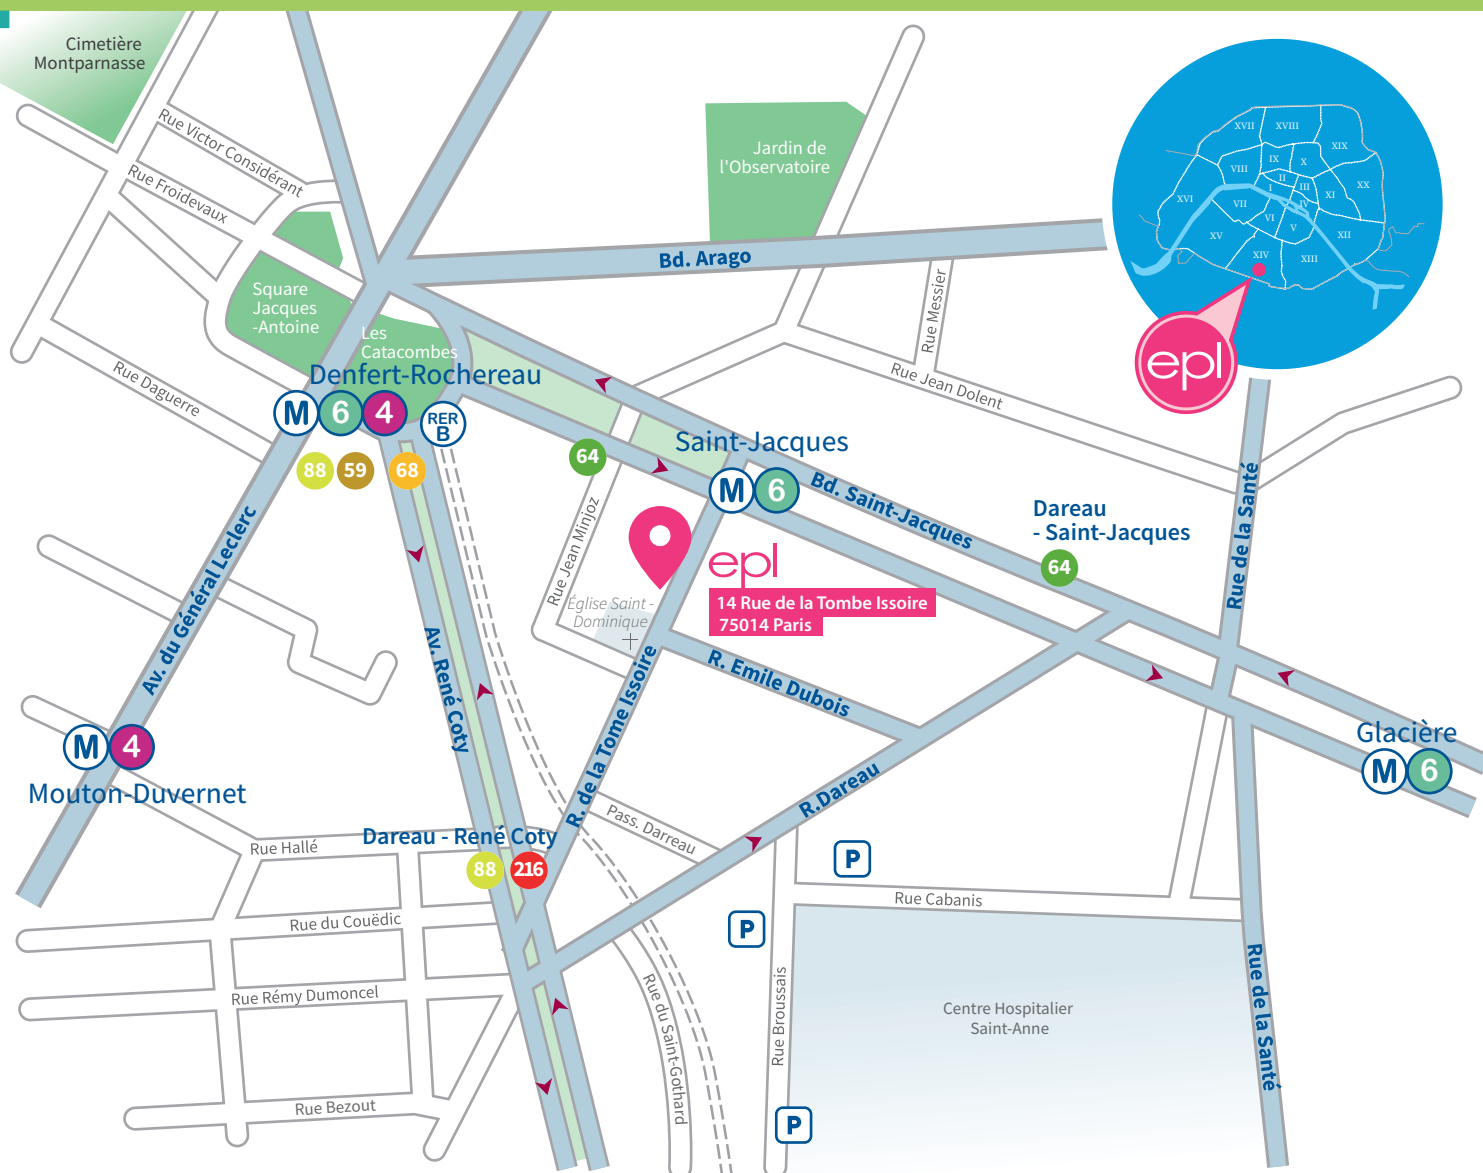 Cimetière
Montparnasse
Rue Victor Considérant
Rue Froidevaux
Jardin de
l'Observatoire
XVII
XVIII
XIX
IX
X
VIII
II
XX
XVI
I
III
XI
VII
IV
VI
V
XV
XII
XIV
XIII
epl
Bd. Arago
Square
Jacques
-Antoine
Les
Catacombes
Rue Messier
Denfert-Rochereau
M
6
4
RER
B
Rue Daguerre
Rue Jean Dolent
88
59
68
64
Saint-Jacques
M
6
Bd. Saint-Jacques
Dareau
- Saint-Jacques
64
Rue de la Santé
Rue Jean Minjoz
epl
14 Rue de la Tombe Issoire
75014 Paris
Église Saint -
Dominique
Av. du Général Leclerc
Av. René Coty
R. de la Tome Issoire
R. Emile Dubois
Glacière
M
6
M
4
Mouton-Duvernet
R.Dareau
Pass. Darreau
Dareau - René Coty
88
216
Rue Hallé
P
Rue Cabanis
Rue du Couëdic
P
Rue Rémy Dumoncel
Rue du Saint-Gothard
Rue Broussais
Centre Hospitalier
Saint-Anne
Rue de la Santé
Rue Bezout
P